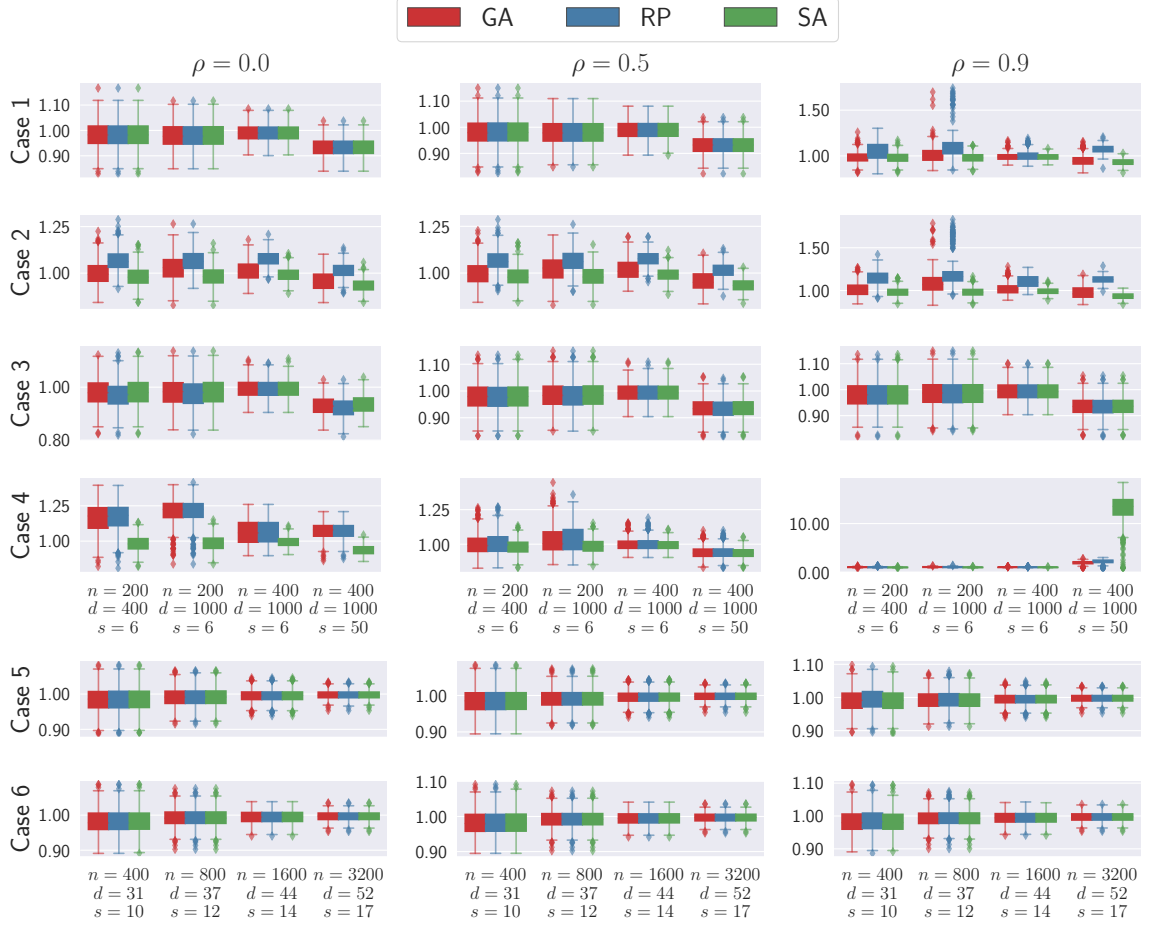 GA RP SA
ρ = 0.0 ρ = 0.5 ρ = 0.9
Case 1
1.10 1.00 0.90
1.10 1.00 0.90
1.50 1.00
Case 2
1.25 1.00
1.25 1.00
1.50 1.00
Case 3
1.00 0.80
1.10 1.00 0.90
1.10 1.00 0.90
Case 4
1.25 1.00
1.25 1.00
10.00 0.00
n = 200 n = 200 n = 400 n = 400 n = 200 n = 200 n = 400 n = 400 n = 200 n = 200 n = 400 n = 400
d = 400 d = 1000 d = 1000 d = 1000 d = 400 d = 1000 d = 1000 d = 1000 d = 400 d = 1000 d = 1000 d = 1000
s = 6 s = 6 s = 6 s = 50 s = 6 s = 6 s = 6 s = 50 s = 6 s = 6 s = 6 s = 50
Case 5
1.00 0.90
1.00 0.90
1.10 1.00 0.90
Case 6
1.00 0.90
1.10 1.00 0.90
1.10 1.00 0.90
n = 400 n = 800 n = 1600 n = 3200 n = 400 n = 800 n = 1600 n = 3200 n = 400 n = 800 n = 1600 n = 3200
d = 31 d = 37 d = 44 d = 52 d = 31 d = 37 d = 44 d = 52 d = 31 d = 37 d = 44 d = 52
s = 10 s = 12 s = 14 s = 17 s = 10 s = 12 s = 14 s = 17 s = 10 s = 12 s = 14 s = 17